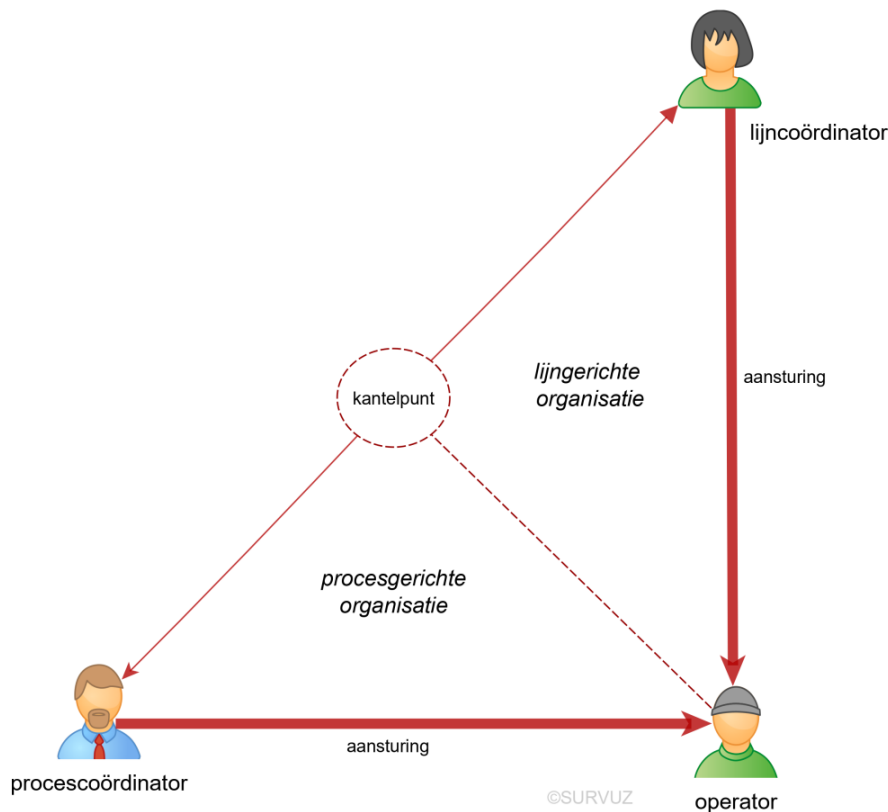 lijncoördinator
lijngerichte
organisatie
aansturing
kantelpunt
procesgerichte
organisatie
aansturing
procescoördinator
operator
©SURVUZ